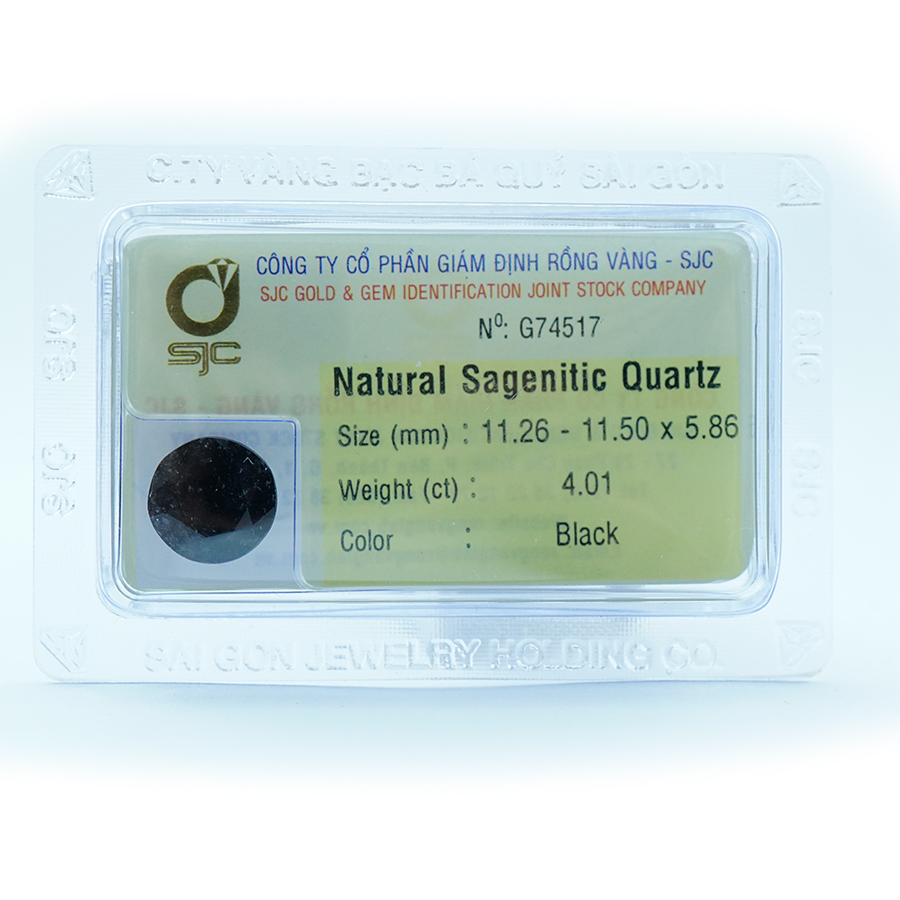 C.TY VÀNG BẠC ĐÁ QUÝ SÀI GÒN
CÔNG TY CỔ PHẦN GIÁM ĐỊNH RỒNG VÀNG - SJC
SJC GOLD & GEM IDENTIFICATION JOINT STOCK COMPANY
Nº: G74517
SJC
Natural Sagenitic Quartz
Size (mm) : 11.26 - 11.50 x 5.86
Weight (ct) : 4.01
Color : Black
SJC
SJC
SJC
SJC
SAI GON JEWELRY HOLDING CO.